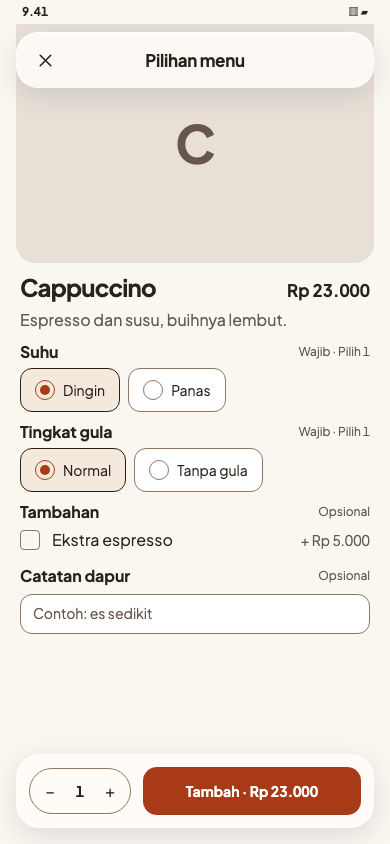 9.41
Pilihan menu
C
Cappuccino
Rp 23.000
Espresso dan susu, buihnya lembut.
Suhu
Wajib · Pilih 1
Dingin
Panas
Tingkat gula
Wajib · Pilih 1
Normal
Tanpa gula
Tambahan
Opsional
Ekstra espresso
+ Rp 5.000
Catatan dapur
Opsional
Contoh: es sedikit
− 1 +
Tambah · Rp 23.000